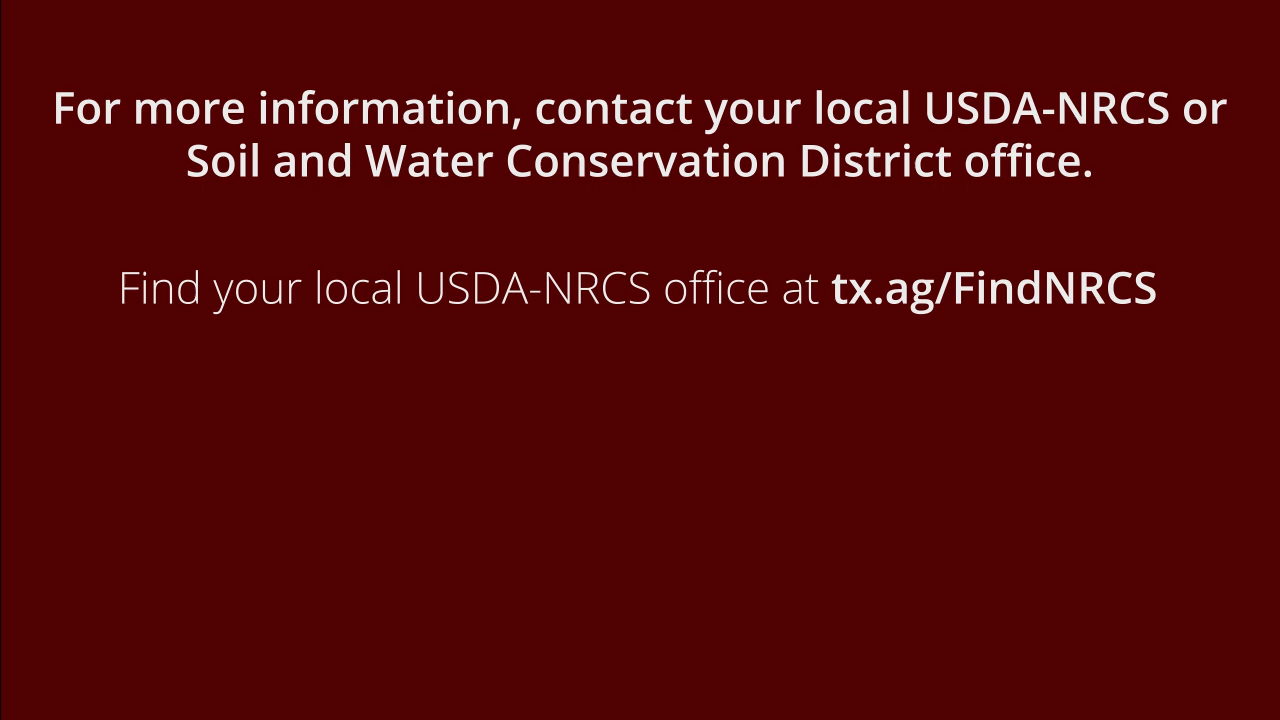 For more information, contact your local USDA-NRCS or
Soil and Water Conservation District office.
Find your local USDA-NRCS office at tx.ag/FindNRCS